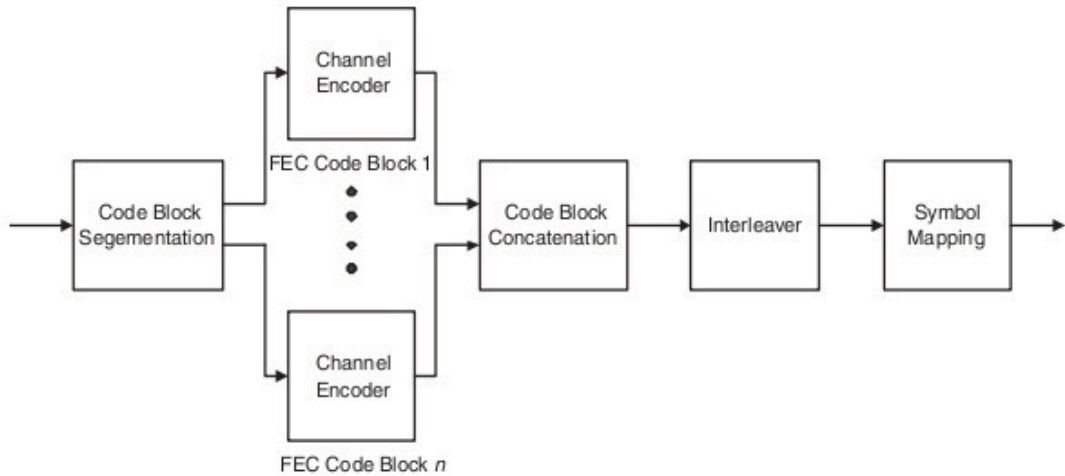 Channel
Encoder
FEC Code Block 1
Code Block
Segementation
Code Block
Concatenation
Interleaver
Symbol
Mapping
Channel
Encoder
FEC Code Block n